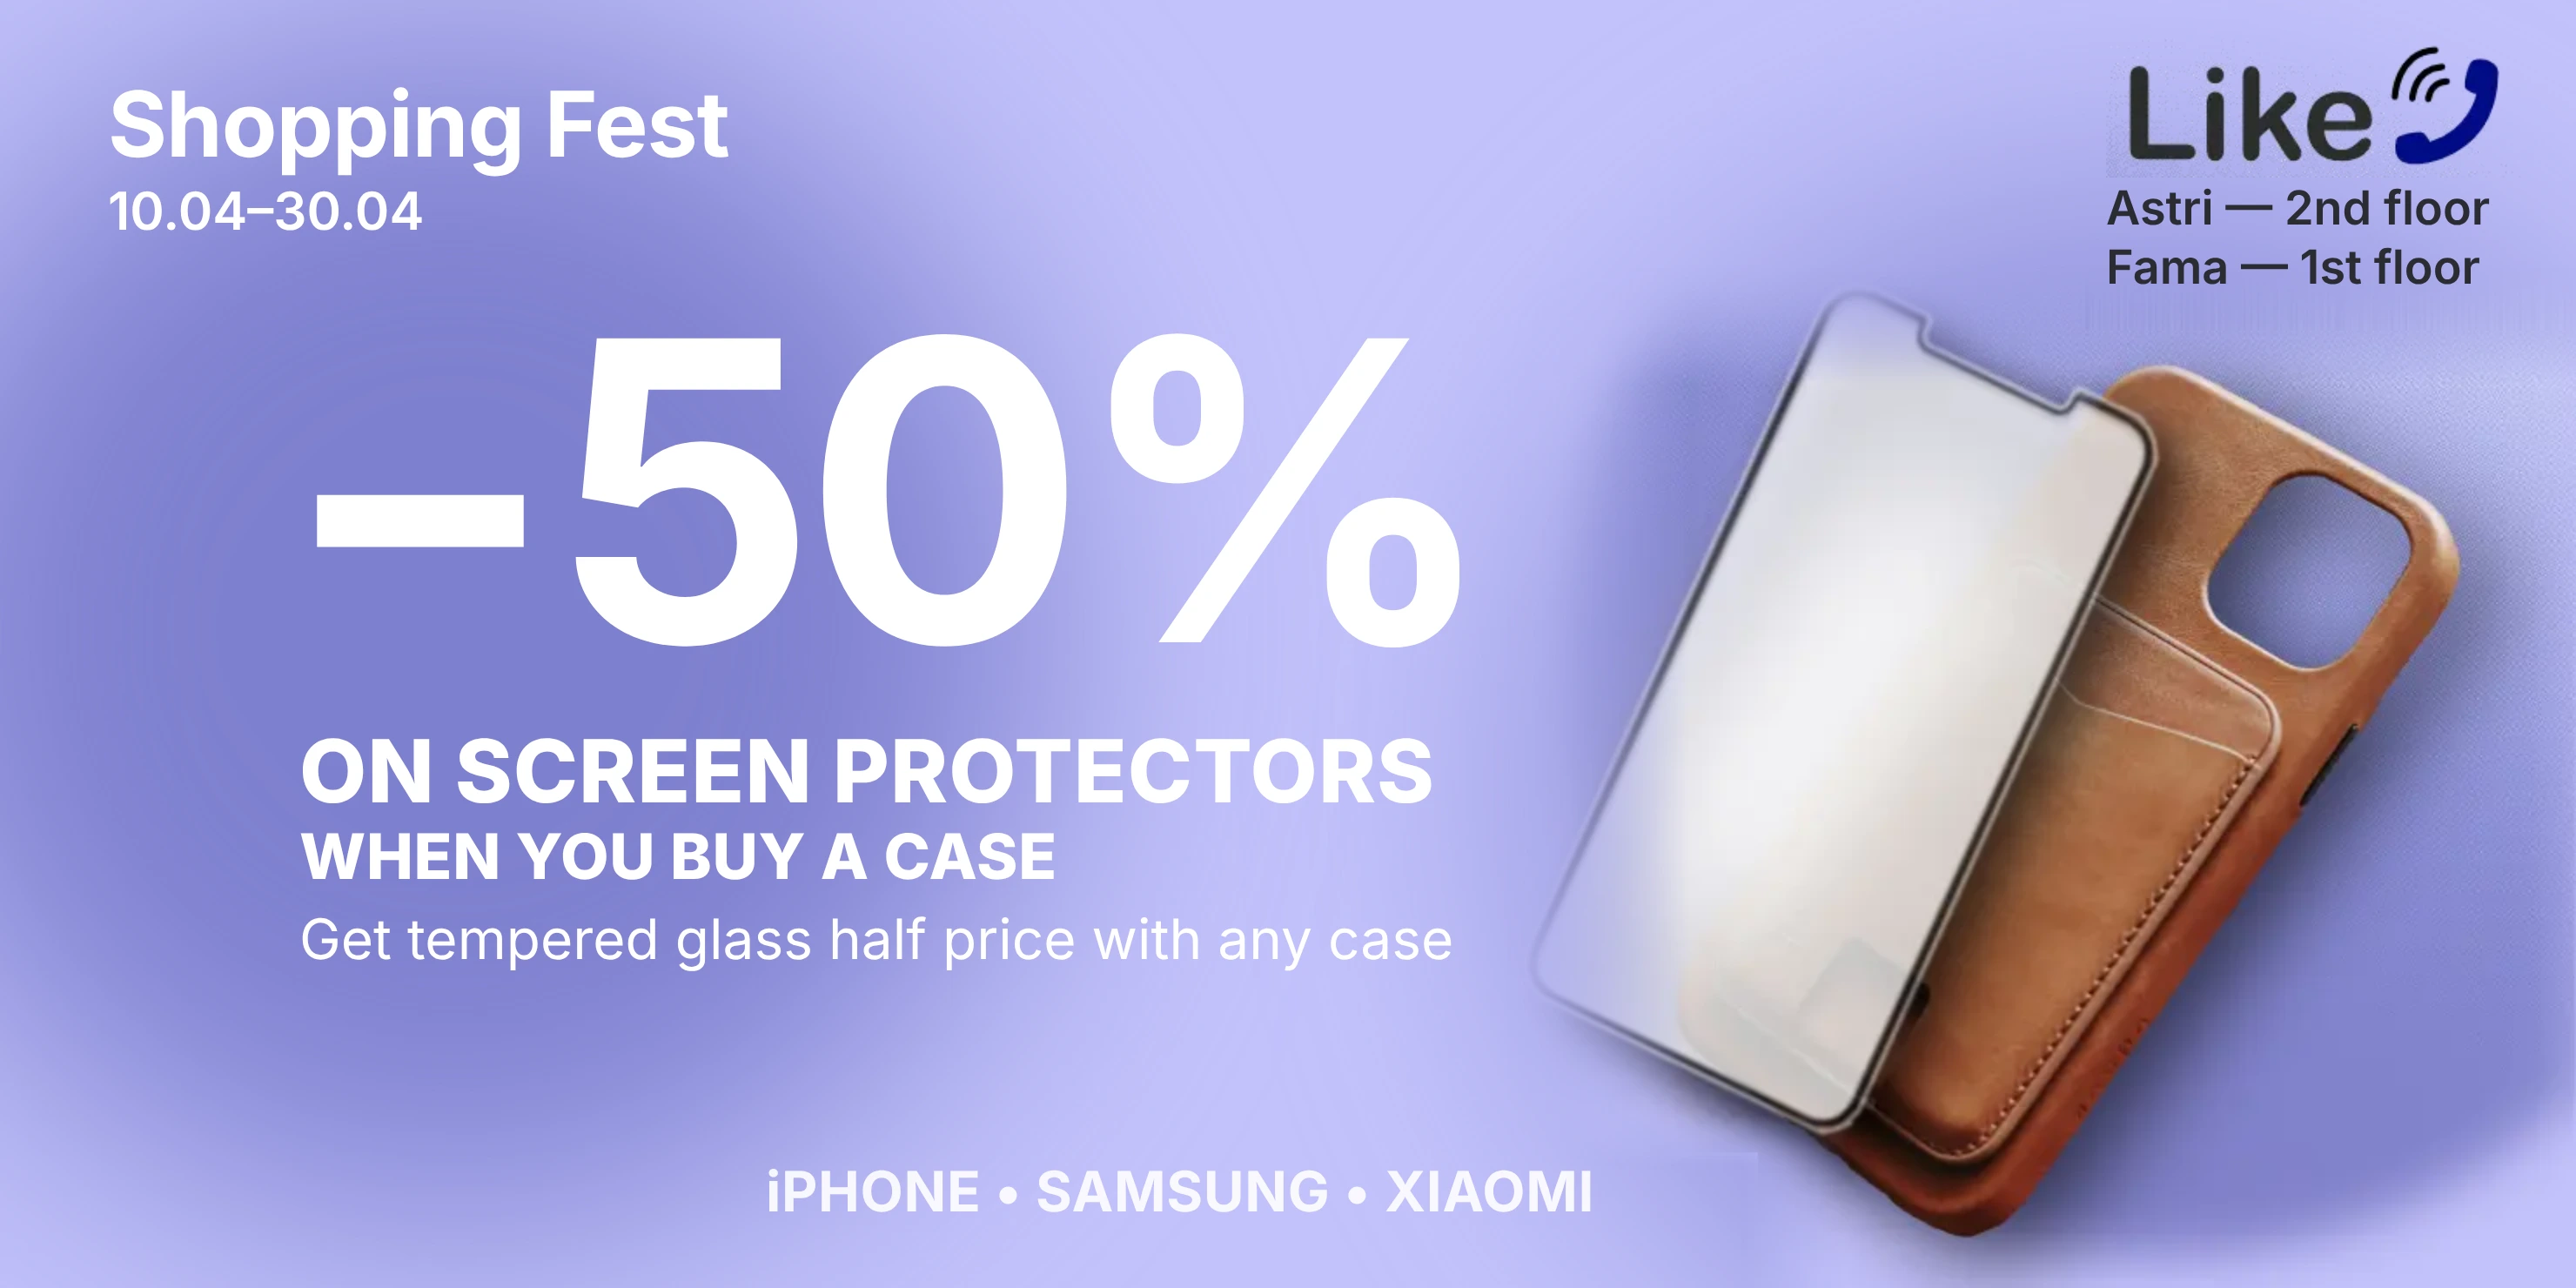 Shopping Fest
10.04–30.04
Like
Astri — 2nd floor
Fama — 1st floor
–50%
ON SCREEN PROTECTORS
WHEN YOU BUY A CASE
Get tempered glass half price with any case
iPHONE • SAMSUNG • XIAOMI